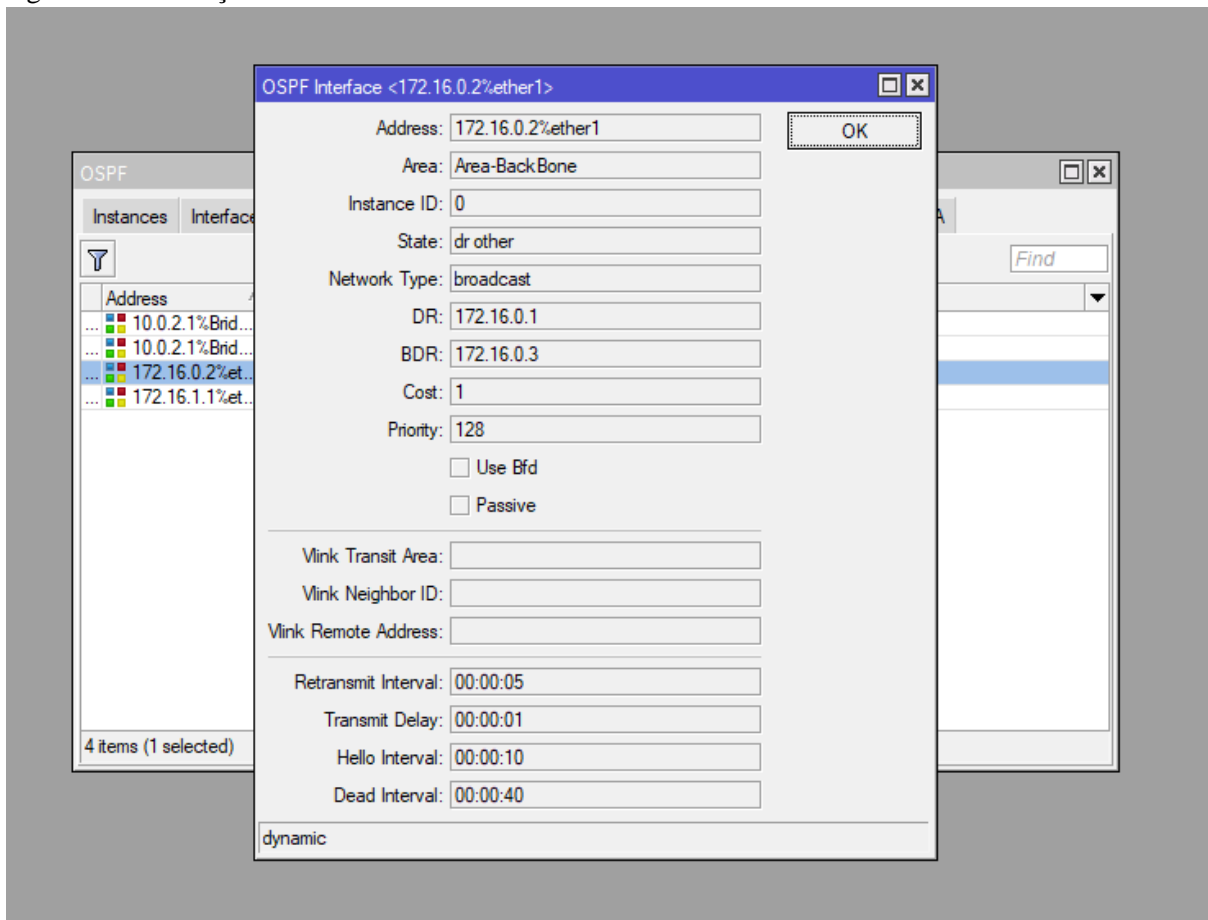 OSPF Interface <172.16.0.2%ether1>
Address: 172.16.0.2%ether1
OK
Area: Area-BackBone
Instance ID: 0
State: dr other
Network Type: broadcast
DR: 172.16.0.1
BDR: 172.16.0.3
Cost: 1
Priority: 128
Use Bfd
Passive
Vlink Transit Area:
Vlink Neighbor ID:
Vlink Remote Address:
Retransmit Interval: 00:00:05
Transmit Delay: 00:00:01
Hello Interval: 00:00:10
Dead Interval: 00:00:40
dynamic
OSPF
Instances Interface
A
Find
Address
... 10.0.2.1%Brid...
... 10.0.2.1%Brid...
... 172.16.0.2%et...
... 172.16.1.1%et...
4 items (1 selected)